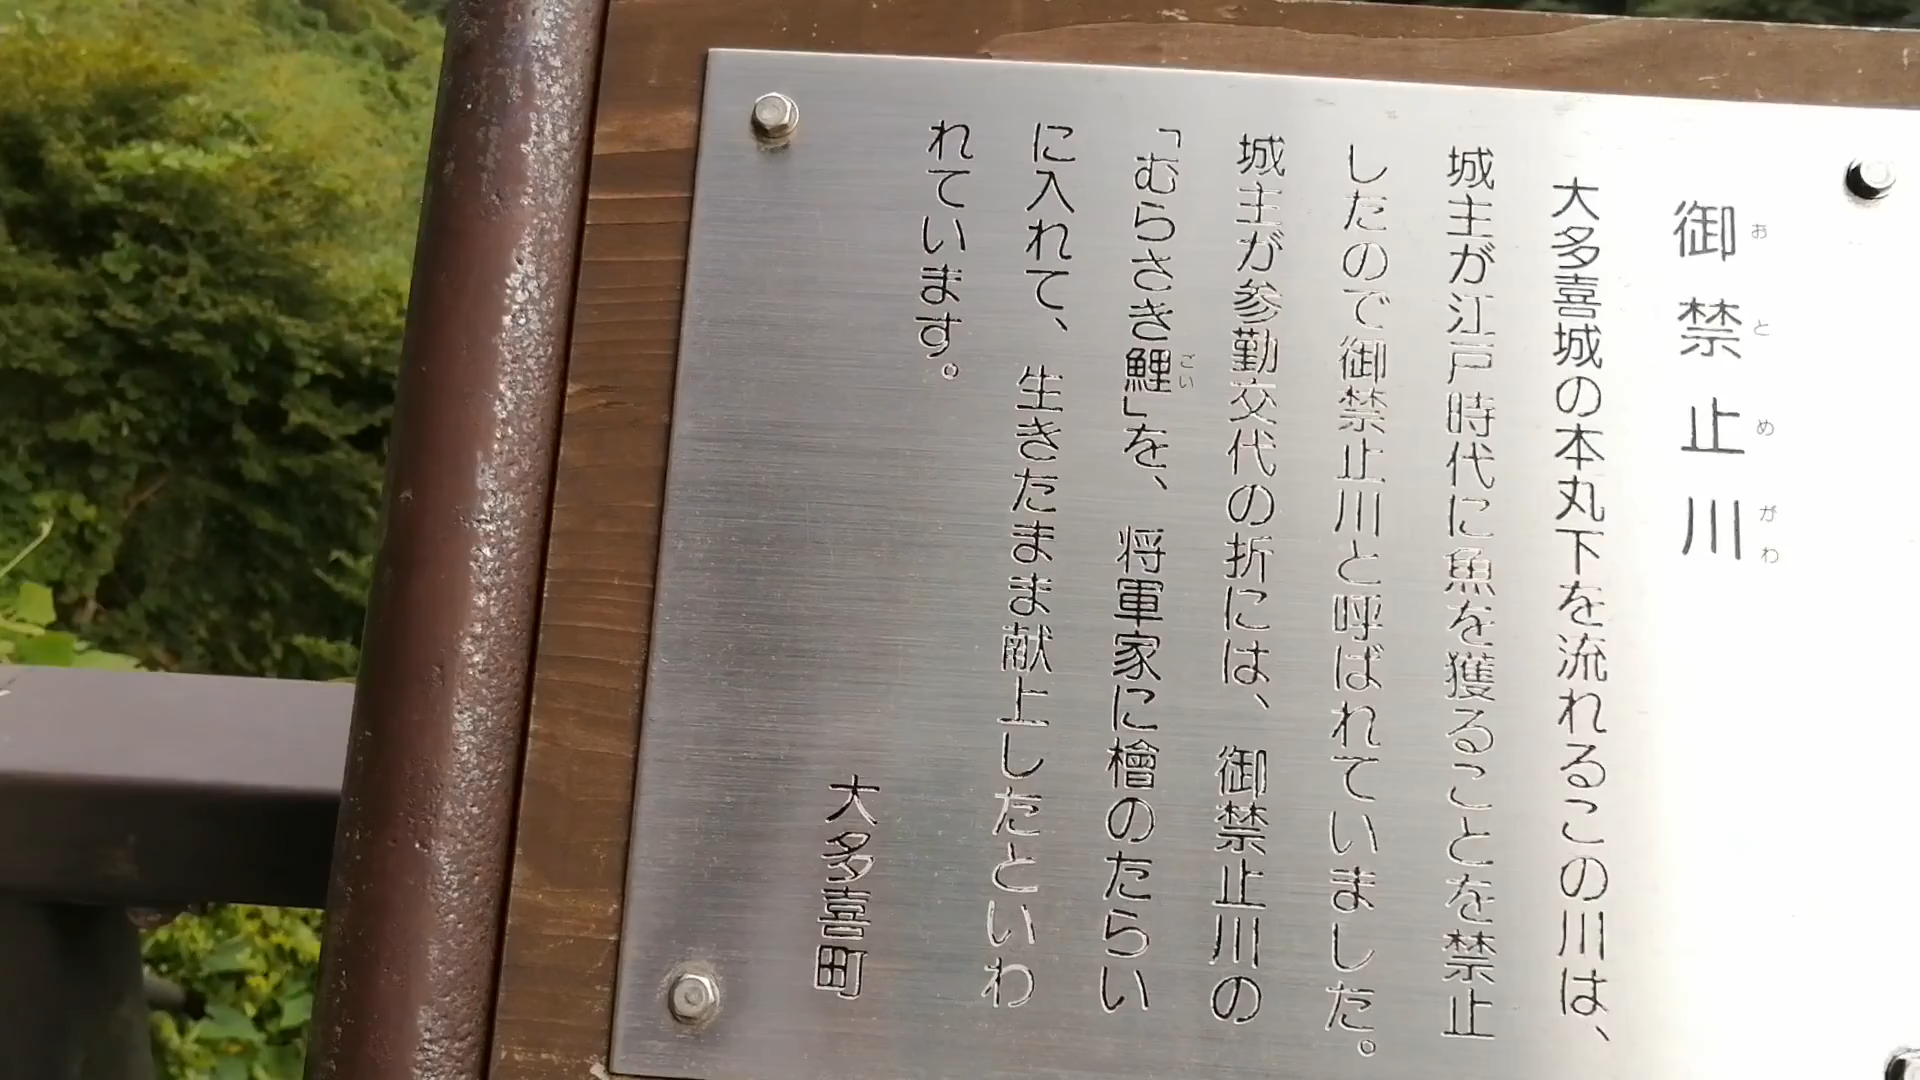 御禁止川
おとめがわ
大多喜城の本丸下を流れるこの川は、
城主が江戸時代に魚を獲ることを禁止
したので御禁止川と呼ばれていました。
城主が参勤交代の折には、御禁止川の
「むらさき鯉」を、将軍家に檜のたらい
ごい
に入れて、生きたまま献上したといわ
れています。
大多喜町